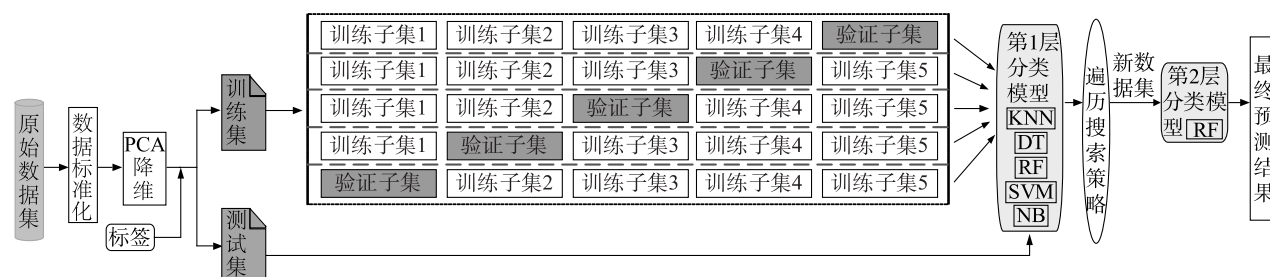 原始数据集
数据标准化
PCA
降维
标签
训练集
测试集
训练子集1 训练子集2 训练子集3 训练子集4 验证子集
训练子集1 训练子集2 训练子集3 验证子集 训练子集5
训练子集1 训练子集2 验证子集 训练子集4 训练子集5
训练子集1 验证子集 训练子集3 训练子集4 训练子集5
验证子集 训练子集2 训练子集3 训练子集4 训练子集5
第1层
分类
模型
KNN
DT
RF
SVM
NB
遍历搜索策略
新数
据集
第2层
分类模
型 RF
最终预测结果